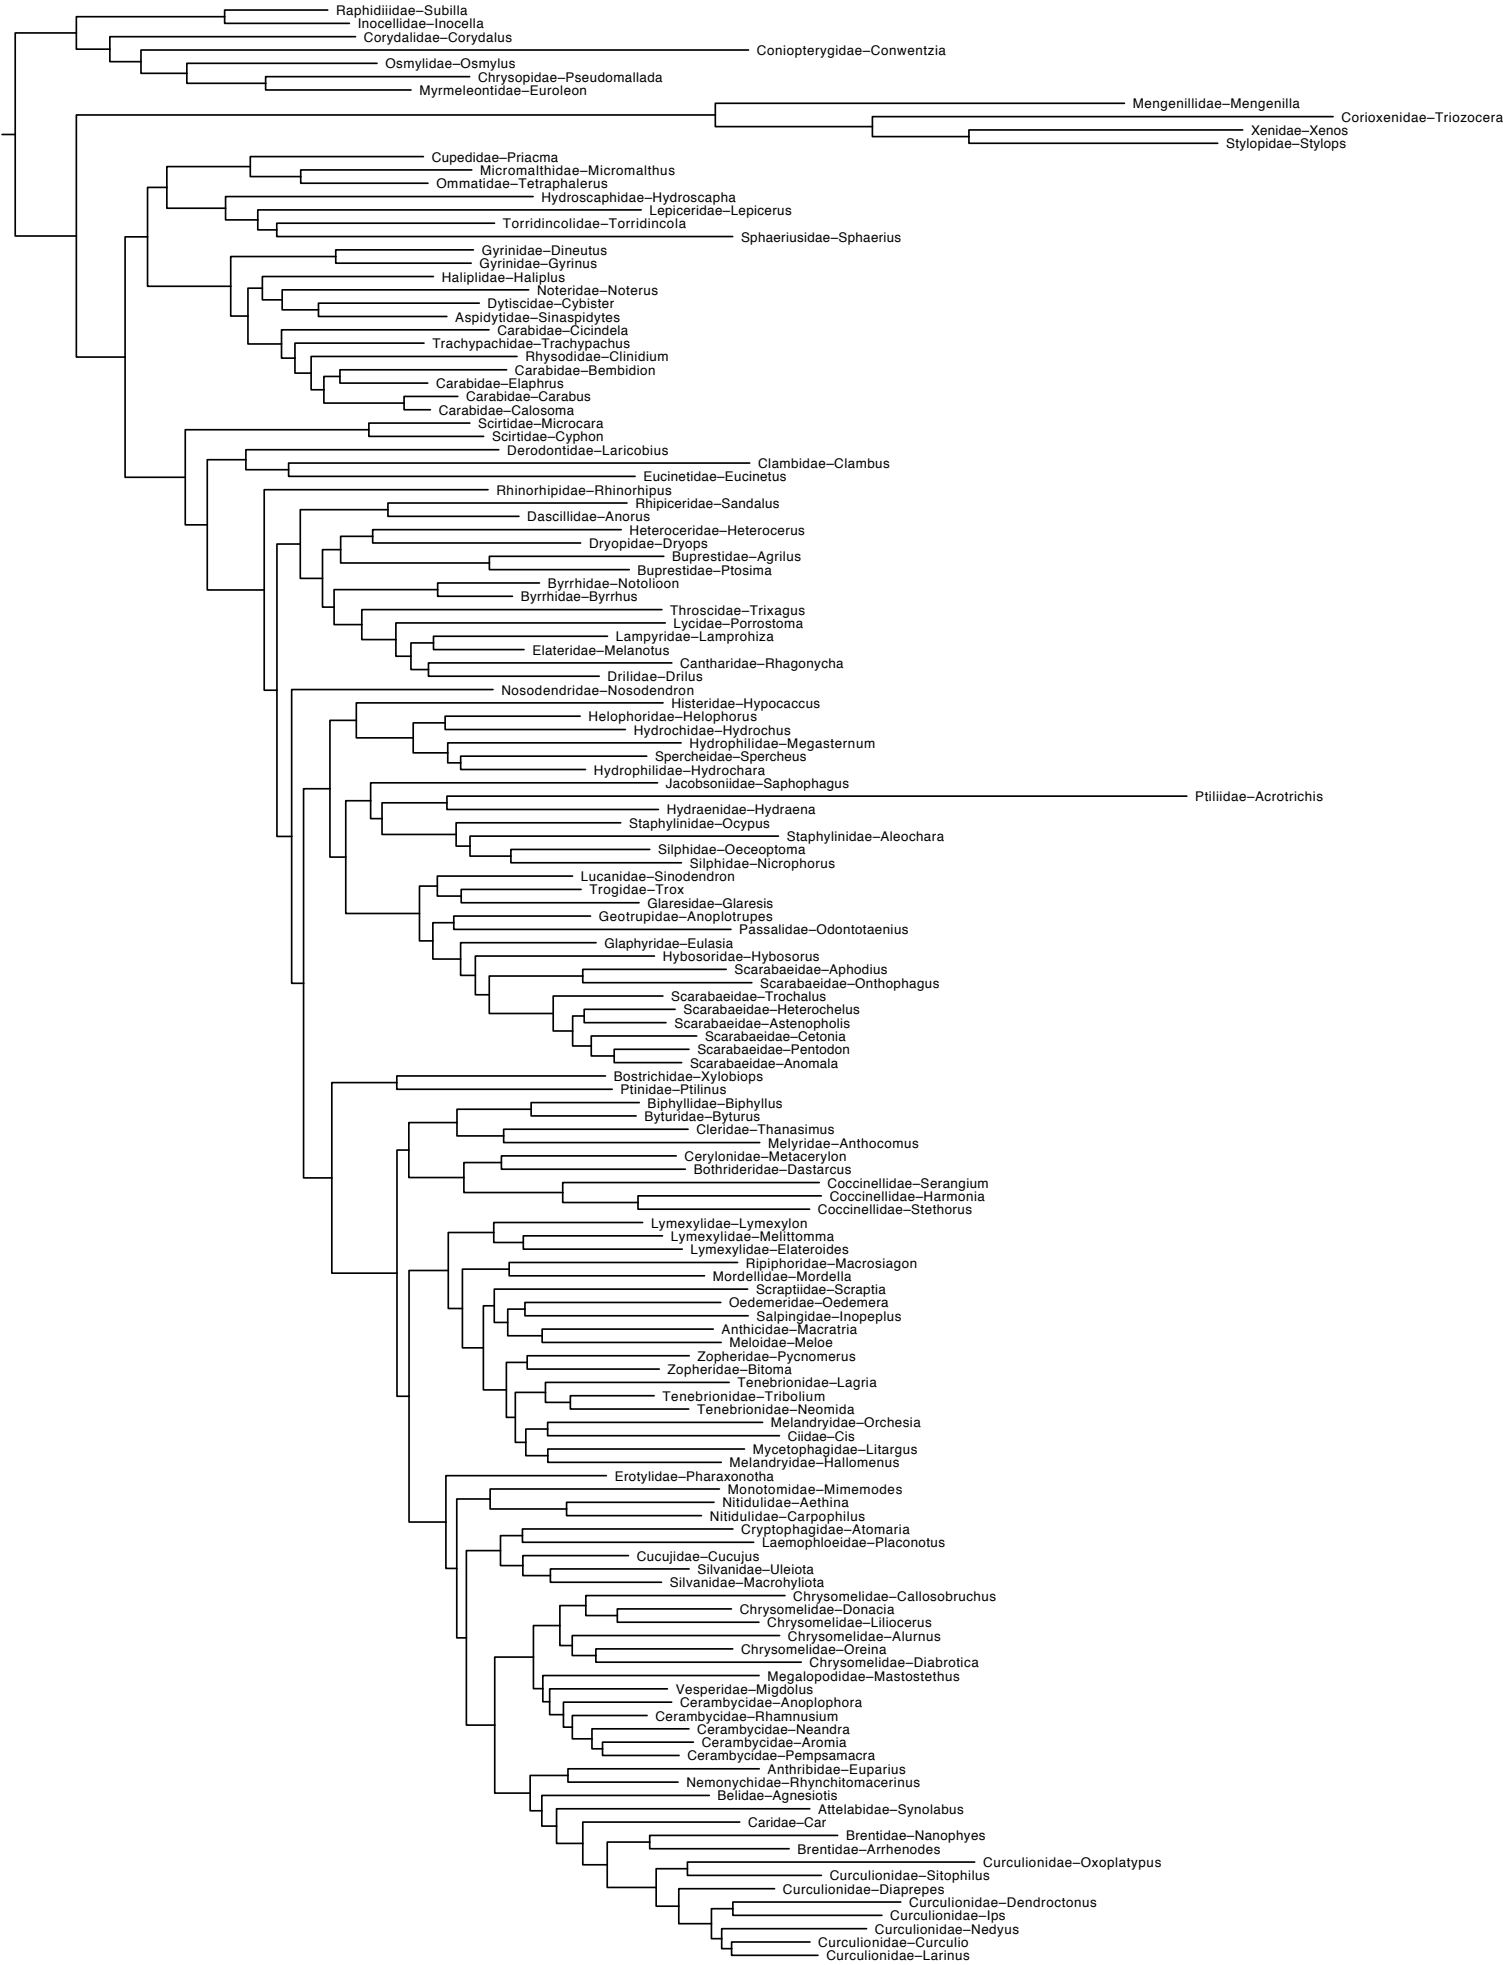 Raphidiiidae–Subilla
Inocellidae–Inocella
Corydalidae–Corydalus
Coniopterygidae–Conwentzia
Osmylidae–Osmylus
Chrysopidae–Pseudomallada
Myrmeleontidae–Euroleon
Mengenillidae–Mengenilla
Corioxenidae–Triozocera
Xenidae–Xenos
Stylopidae–Stylops
Cupedidae–Priacma
Micromalthidae–Micromalthus
Ommatidae–Tetraphalerus
Hydroscaphidae–Hydroscapha
Lepiceridae–Lepicerus
Torridincolidae–Torridincola
Sphaeriusidae–Sphaerius
Gyrinidae–Dineutus
Gyrinidae–Gyrinus
Haliplidae–Haliplus
Noteridae–Noterus
Dytiscidae–Cybister
Aspidytidae–Sinaspidytes
Carabidae–Cicindela
Trachypachidae–Trachypachus
Rhysodidae–Clinidium
Carabidae–Bembidion
Carabidae–Elaphrus
Carabidae–Carabus
Carabidae–Calosoma
Scirtidae–Microcara
Scirtidae–Cyphon
Derodontidae–Laricobius
Clambidae–Clambus
Eucinetidae–Eucinetus
Rhinorhipidae–Rhinorhipus
Rhipiceridae–Sandalus
Dascillidae–Anorus
Heteroceridae–Heterocerus
Dryopidae–Dryops
Buprestidae–Agrilus
Buprestidae–Ptosima
Byrrhidae–Notolioon
Byrrhidae–Byrrhus
Throscidae–Trixagus
Lycidae–Porrostoma
Lampyridae–Lamprohiza
Elateridae–Melanotus
Cantharidae–Rhagonycha
Drilidae–Drilus
Nosodendridae–Nosodendron
Histeridae–Hypocaccus
Helophoridae–Helophorus
Hydrochidae–Hydrochus
Hydrophilidae–Megasternum
Spercheidae–Spercheus
Hydrophilidae–Hydrochara
Jacobsoniidae–Saphophagus
Ptiliidae–Acrotrichis
Hydraenidae–Hydraena
Staphylinidae–Ocypus
Staphylinidae–Aleochara
Silphidae–Oeceoptoma
Silphidae–Nicrophorus
Lucanidae–Sinodendron
Trogidae–Trox
Glaresidae–Glaresis
Geotrupidae–Anoplotrupes
Passalidae–Odontotaenius
Glaphyridae–Eulasia
Hybosoridae–Hybosorus
Scarabaeidae–Aphodius
Scarabaeidae–Onthophagus
Scarabaeidae–Trochalus
Scarabaeidae–Heterochelus
Scarabaeidae–Astenopholis
Scarabaeidae–Cetonia
Scarabaeidae–Pentodon
Scarabaeidae–Anomala
Bostrichidae–Xylobiops
Ptinidae–Ptilinus
Biphyllidae–Biphyllus
Byturidae–Byturus
Cleridae–Thanasimus
Melyridae–Anthocomus
Cerylonidae–Metacerylon
Bothrideridae–Dastarcus
Coccinellidae–Serangium
Coccinellidae–Harmonia
Coccinellidae–Stethorus
Lymexylidae–Lymexylon
Lymexylidae–Melittomma
Lymexylidae–Elateroides
Ripiphoridae–Macrosiagon
Mordellidae–Mordella
Scraptiidae–Scraptia
Oedemeridae–Oedemera
Salpingidae–Inopeplus
Anthicidae–Macratria
Meloidae–Meloe
Zopheridae–Pycnomerus
Zopheridae–Bitoma
Tenebrionidae–Lagria
Tenebrionidae–Tribolium
Tenebrionidae–Neomida
Melandryidae–Orchesia
Ciidae–Cis
Mycetophagidae–Litargus
Melandryidae–Hallomenus
Erotylidae–Pharaxonotha
Monotomidae–Mimemodes
Nitidulidae–Aethina
Nitidulidae–Carpophilus
Cryptophagidae–Atomaria
Laemophloeidae–Placonotus
Cucujidae–Cucujus
Silvanidae–Uleiota
Silvanidae–Macrohyliota
Chrysomelidae–Callosobruchus
Chrysomelidae–Donacia
Chrysomelidae–Liliocerus
Chrysomelidae–Alurnus
Chrysomelidae–Oreina
Chrysomelidae–Diabrotica
Megalopodidae–Mastostethus
Vesperidae–Migdolus
Cerambycidae–Anoplophora
Cerambycidae–Rhamnusium
Cerambycidae–Neandra
Cerambycidae–Aromia
Cerambycidae–Pempsamacra
Anthribidae–Euparius
Nemonychidae–Rhynchitomacerinus
Belidae–Agnesiotis
Attelabidae–Synolabus
Caridae–Car
Brentidae–Nanophyes
Brentidae–Arrhenodes
Curculionidae–Oxoplatypus
Curculionidae–Sitophilus
Curculionidae–Diaprepes
Curculionidae–Dendroctonus
Curculionidae–Ips
Curculionidae–Nedyus
Curculionidae–Curculio
Curculionidae–Larinus